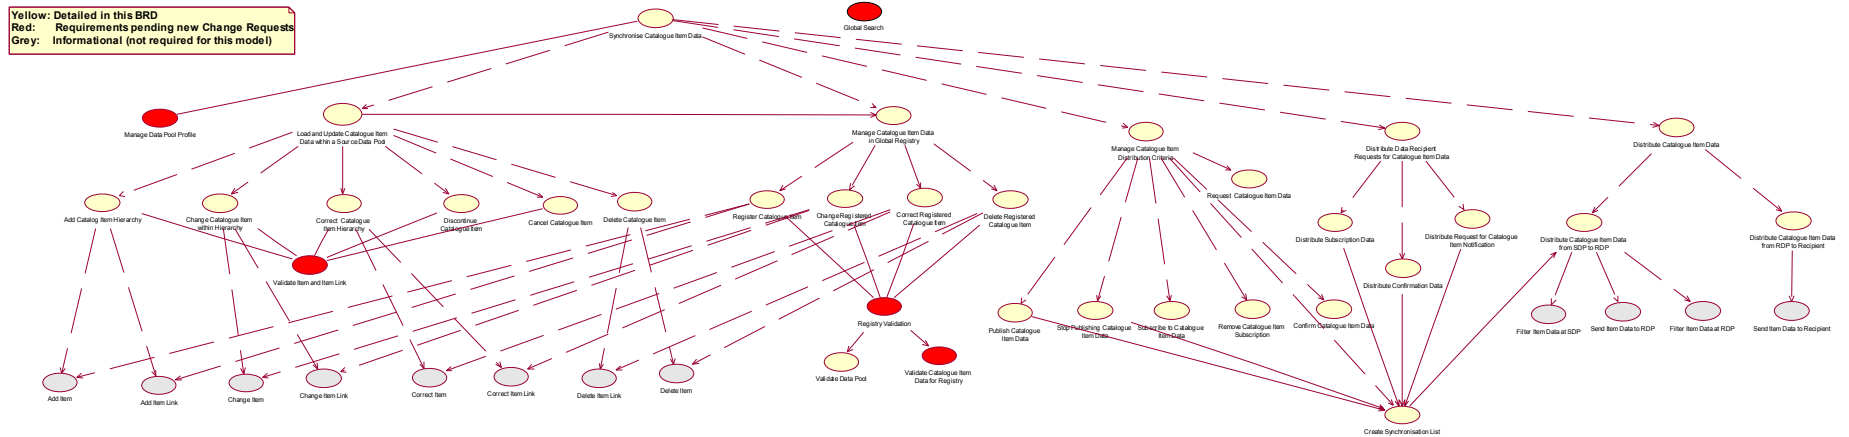 Yellow: Detailed in this BRD
Red: Requirements pending new Change Requests
Grey: Informational (not required for this model)
Synchronise Catalogue Item Data
Global Search
Manage Data Pool Profile
Load and Update Catalogue Item
Data within a Source Data Pool
Manage Catalogue Item Data
in Global Registry
Manage Catalogue Item
Distribution Criteria
Distribute Data Recipient
Requests for Catalogue Item Data
Distribute Catalogue Item Data
Add Catalog Item Hierarchy
Change Catalogue Item
within Hierarchy
Correct Catalogue
Item Hierarchy
Discontinue
Catalogue Item
Cancel Catalogue Item
Delete Catalogue Item
Register Catalogue Item
Change Registered
Catalogue Item
Correct Registered
Catalogue Item
Delete Registered
Catalogue Item
Request Catalogue Item Data
Distribute Subscription Data
Distribute Request for Catalogue
Item Notification
Distribute Catalogue Item Data
from SDP to RDP
Distribute Catalogue Item Data
from RDP to Recipient
Validate Item and Item Link
Distribute Confirmation Data
Registry Validation
Publish Catalogue
Item Data
Stop Publishing Catalogue
Item Data
Subscribe to Catalogue
Item Data
Remove Catalogue Item
Subscription
Confirm Catalogue Item Data
Filter Item Data at SDP
Send Item Data to RDP
Filter Item Data at RDP
Send Item Data to Recipient
Validate Data Pool
Validate Catalogue Item
Data for Registry
Add Item
Add Item Link
Change Item
Change Item Link
Correct Item
Correct Item Link
Delete Item Link
Delete Item
Create Synchronisation List